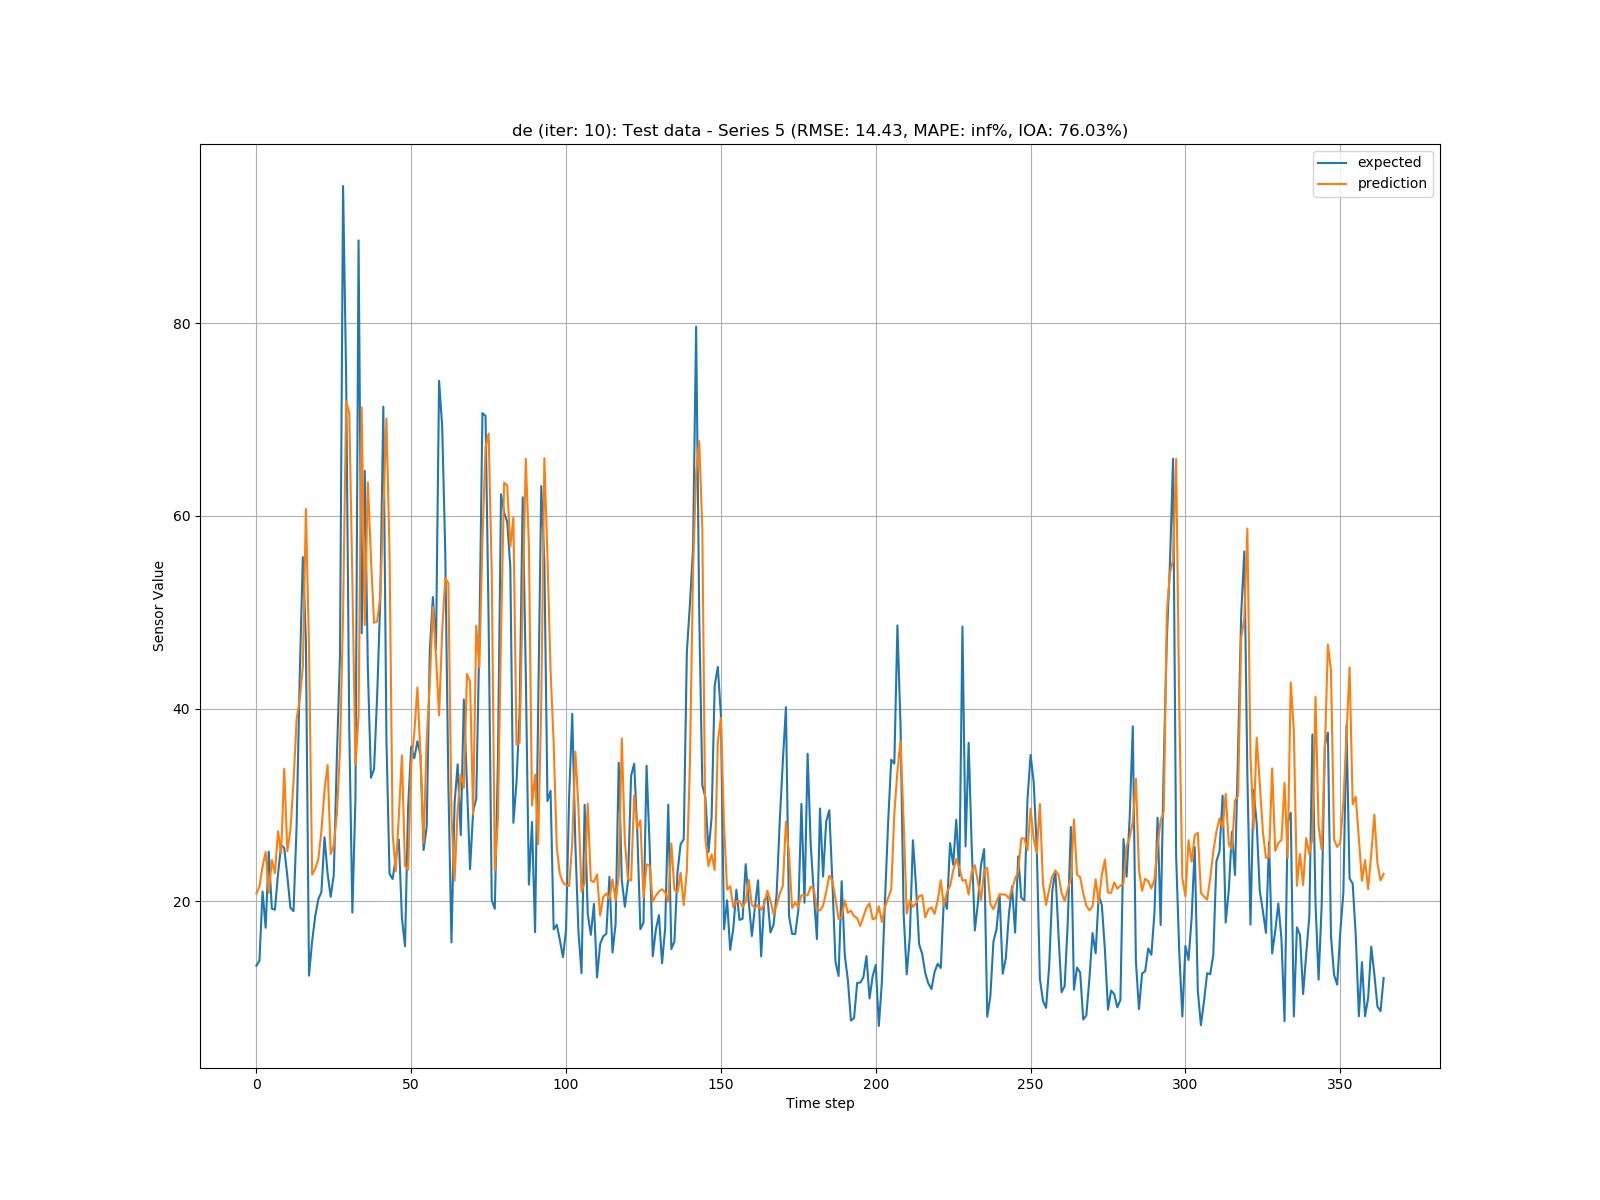 de (iter: 10): Test data - Series 5 (RMSE: 14.43, MAPE: inf%, IOA: 76.03%)
expected
prediction
80
60
40
20
Sensor Value
0 50 100 150 200 250 300 350
Time step